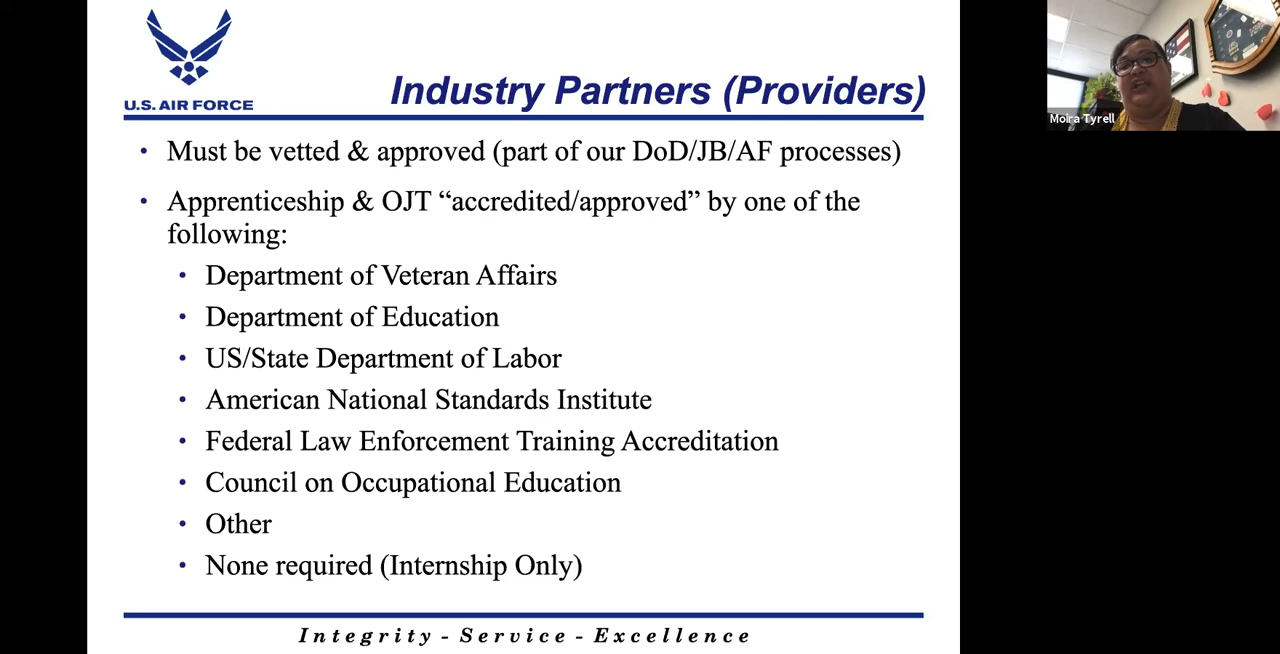 U.S. AIR FORCE
Industry Partners (Providers)
• Must be vetted & approved (part of our DoD/JB/AF processes)
• Apprenticeship & OJT “accredited/approved” by one of the
following:
• Department of Veteran Affairs
• Department of Education
• US/State Department of Labor
• American National Standards Institute
• Federal Law Enforcement Training Accreditation
• Council on Occupational Education
• Other
• None required (Internship Only)
Integrity - Service - Excellence
Moira Tyrell